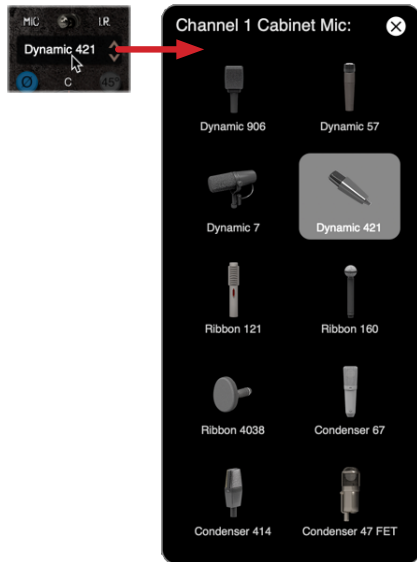 MIC I.R.
Dynamic 421
Ø C 45°
Channel 1 Cabinet Mic:
Dynamic 906 Dynamic 57
Dynamic 7 Dynamic 421
Ribbon 121 Ribbon 160
Ribbon 4038 Condenser 67
Condenser 414 Condenser 47 FET